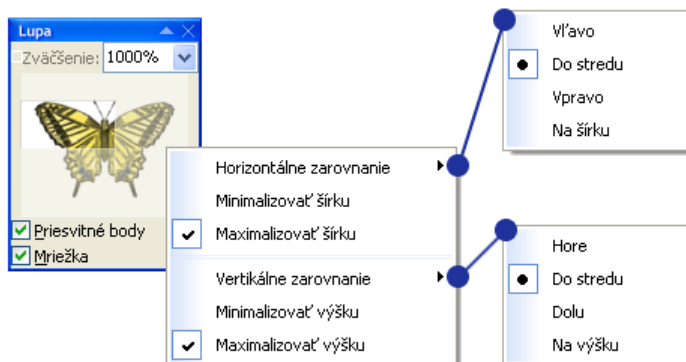 Lupa
Zväčšenie: 1000%
Priesvitné body
Mriežka
Horizontálne zarovnanie
Minimalizovať šírku
Maximalizovať šírku
Vertikálne zarovnanie
Minimalizovať výšku
Maximalizovať výšku
Vľavo
Do stredu
Vpravo
Na šírku
Hore
Do stredu
Dolu
Na výšku